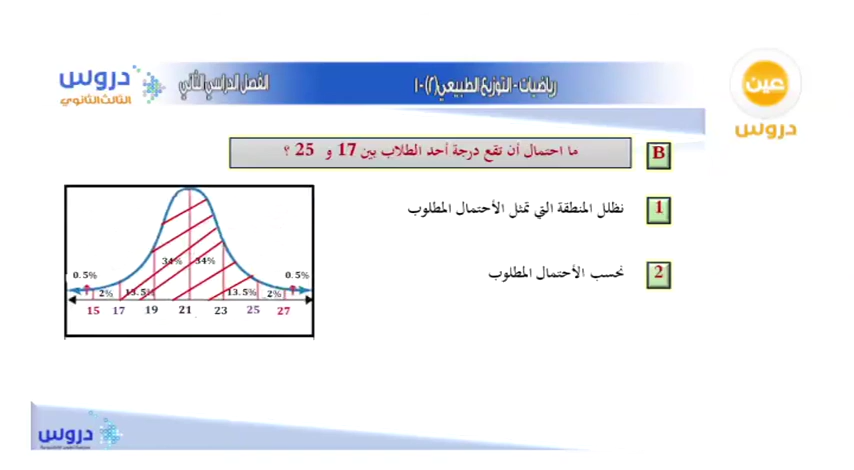 دروس
الثالث الثانوي
الفصل الدراسي الثاني
رياضيات - التوزيع الطبيعي(٢) - ١
عين
دروس
B
ما احتمال أن تقع درجة أحد الطلاب بين 17 و 25 ؟
1
نظلل المنطقة التي تمثل الأحتمال المطلوب
2
نحسب الأحتمال المطلوب
34% 34%
0.5% 0.5%
2% 13.5% 13.5% 2%
15 17 19 21 23 25 27
دروس